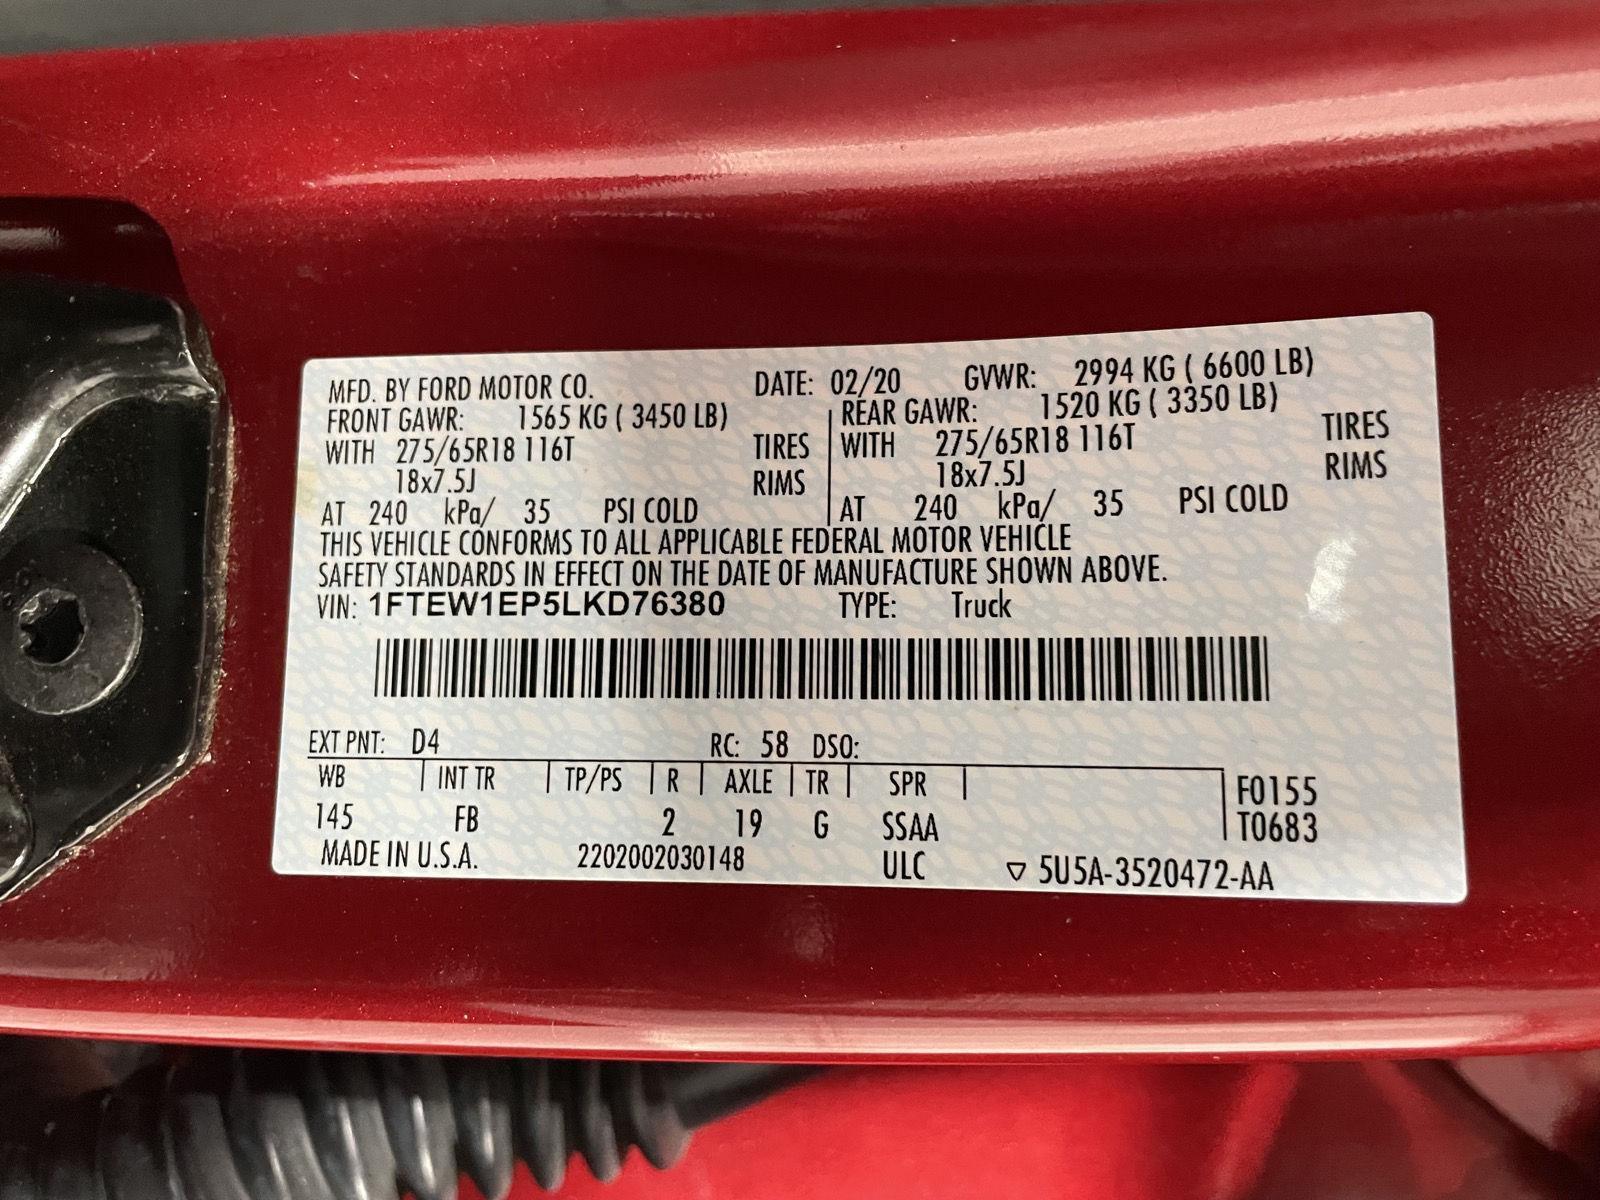 MFD. BY FORD MOTOR CO. DATE: 02/20 GVWR: 2994 KG ( 6600 LB)
FRONT GAWR: 1565 KG ( 3450 LB) REAR GAWR: 1520 KG ( 3350 LB)
WITH 275/65R18 116T TIRES WITH 275/65R18 116T TIRES
18x7.5J RIMS 18x7.5J RIMS
AT 240 kPa/ 35 PSI COLD AT 240 kPa/ 35 PSI COLD
THIS VEHICLE CONFORMS TO ALL APPLICABLE FEDERAL MOTOR VEHICLE
SAFETY STANDARDS IN EFFECT ON THE DATE OF MANUFACTURE SHOWN ABOVE.
VIN: 1FTEW1EP5LKD76380 TYPE: Truck
EXT PNT: D4 RC: 58 DSO:
WB INT TR TP/PS R AXLE TR SPR F0155
145 FB 2 19 G SSAA T0683
MADE IN U.S.A. 2202002030148 ULC ▽ 5U5A-3520472-AA